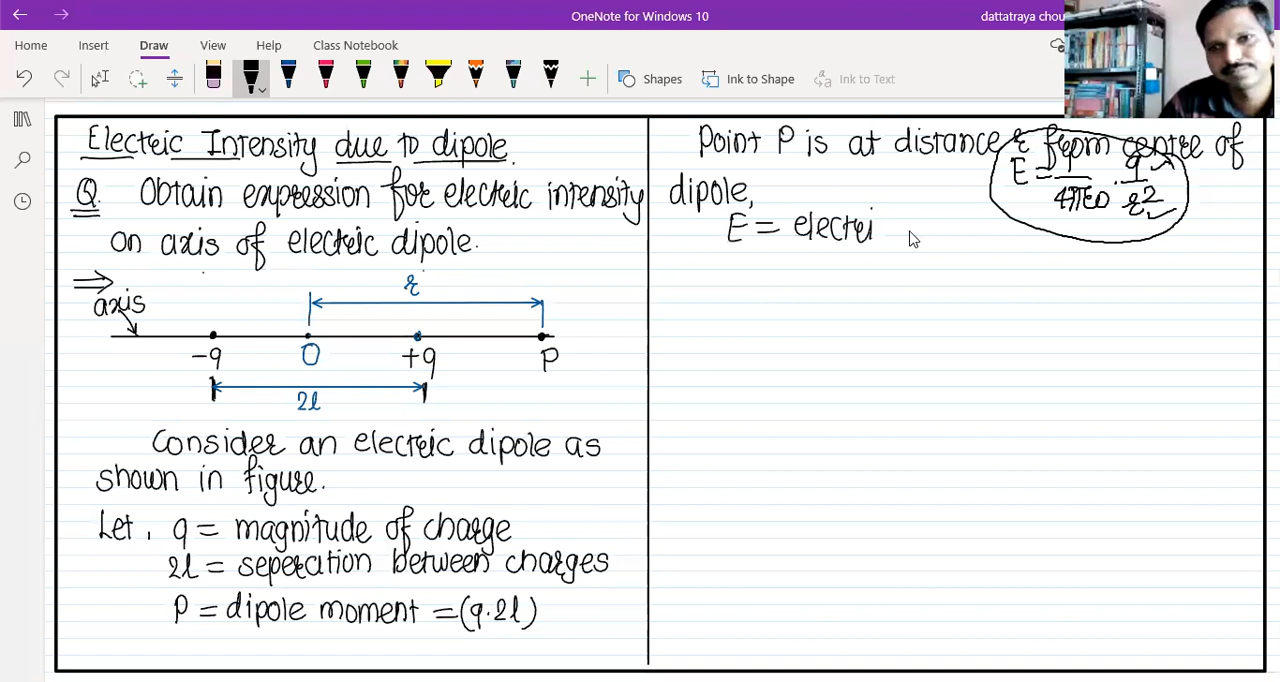 OneNote for Windows 10
dattatraya chou
Home Insert Draw View Help Class Notebook
Shapes Ink to Shape Ink to Text
Electric Intensity due to dipole.
Q. Obtain expression for electric intensity
on axis of electric dipole.
⇒
axis
r
-q O +q P
2l
Consider an electric dipole as
shown in figure.
Let, q = magnitude of charge
2l = seperation between charges
P = dipole moment = (q.2l)
Point P is at distance r from centre of
dipole,
E = 1/4πε0 . q/r2
E = electri